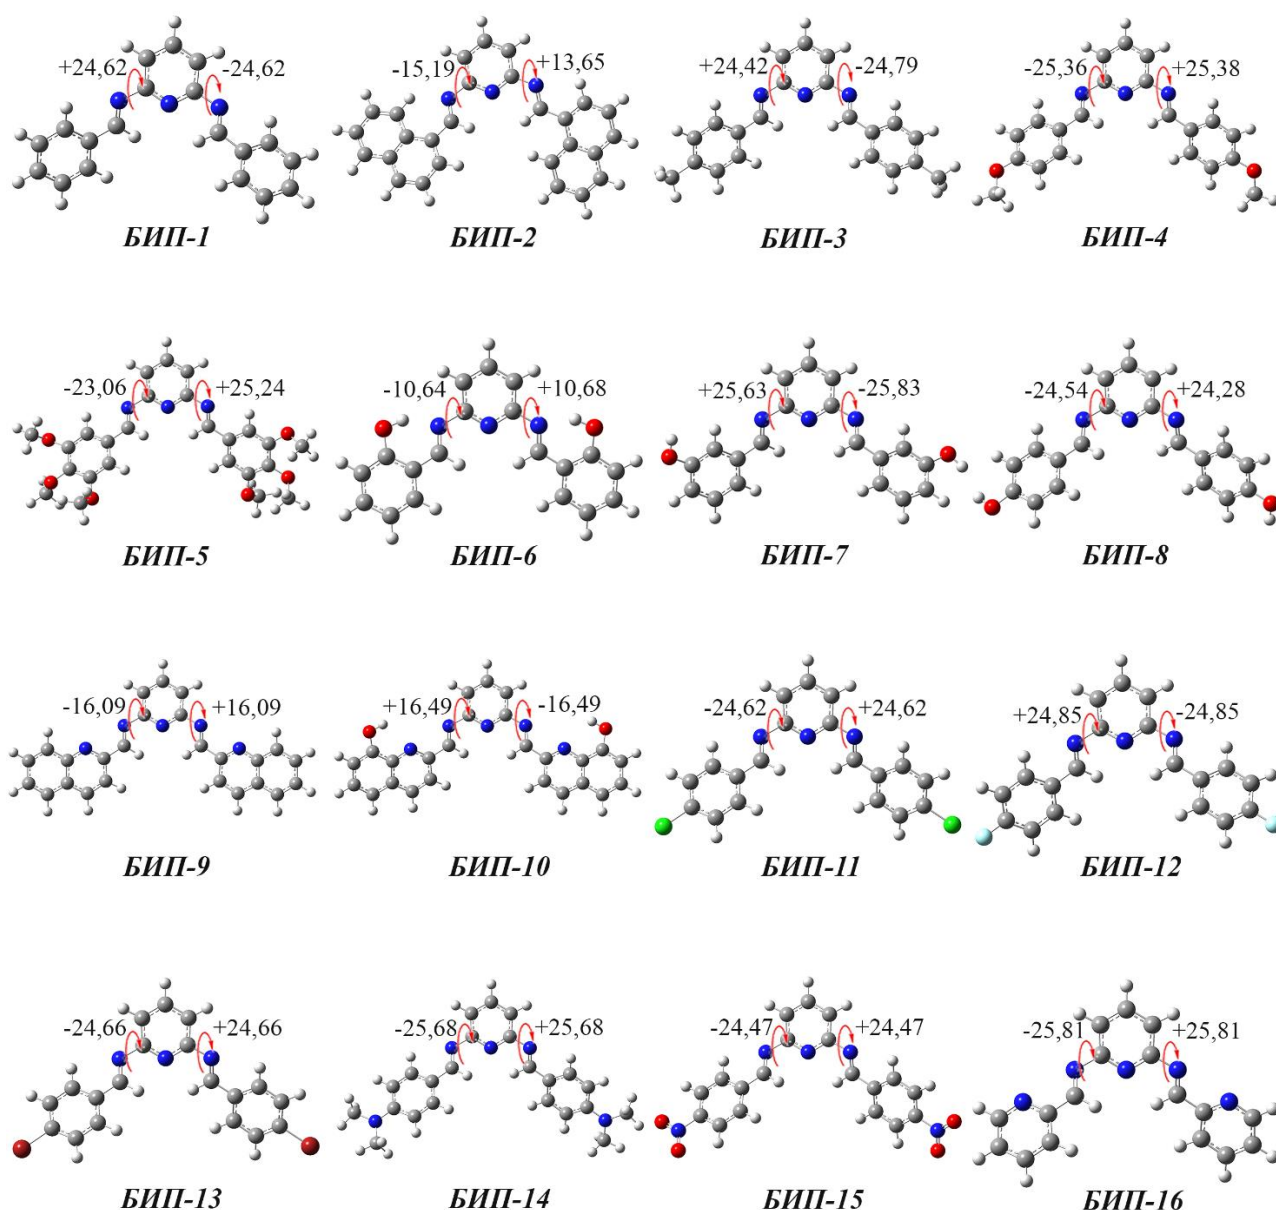 +24,62 -24,62 -15,19 +13,65 +24,42 -24,79 -25,36 +25,38
БИП-1 БИП-2 БИП-3 БИП-4
-23,06 +25,24 -10,64 +10,68 +25,63 -25,83 -24,54 +24,28
БИП-5 БИП-6 БИП-7 БИП-8
-16,09 +16,09 +16,49 -16,49 -24,62 +24,62 +24,85 -24,85
БИП-9 БИП-10 БИП-11 БИП-12
-24,66 +24,66 -25,68 +25,68 -24,47 +24,47 -25,81 +25,81
БИП-13 БИП-14 БИП-15 БИП-16